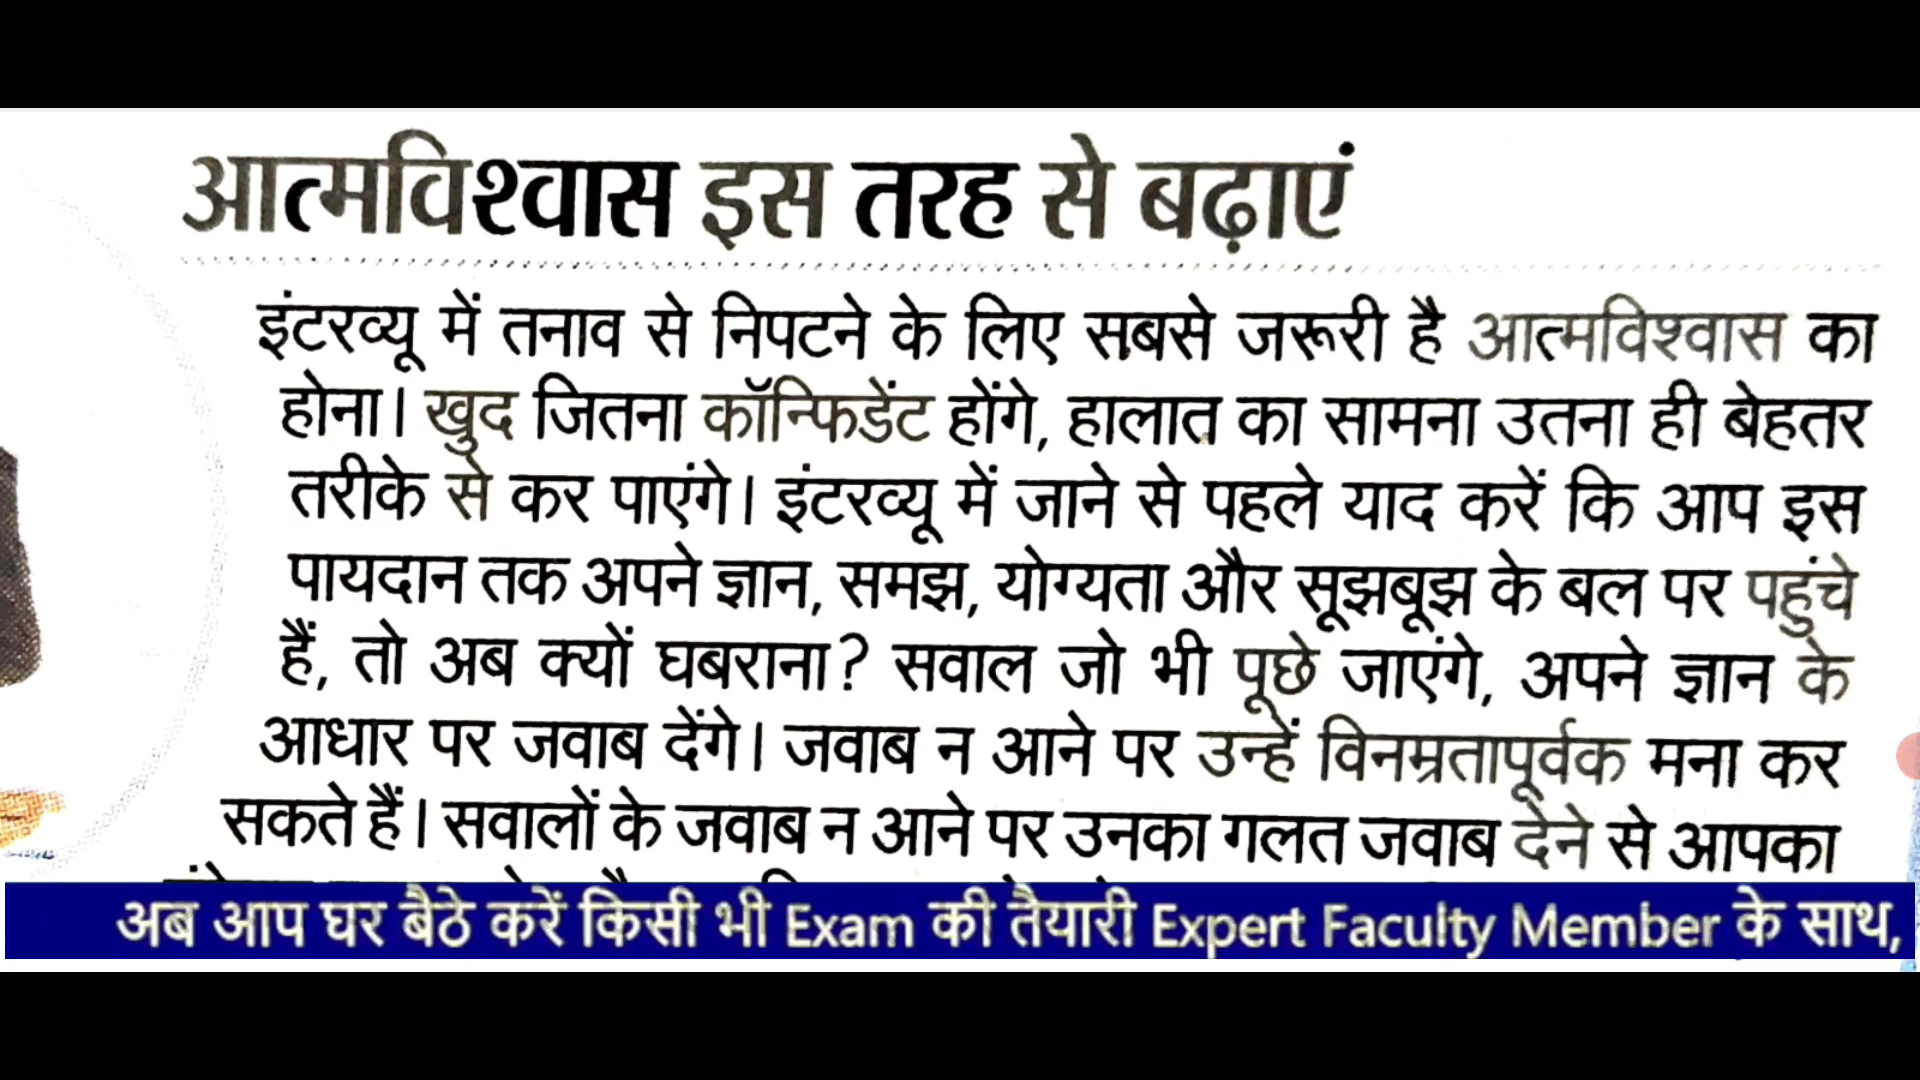 आत्मविश्वास इस तरह से बढ़ाएं
इंटरव्यू में तनाव से निपटने के लिए सबसे जरूरी है आत्मविश्वास का
होना। खुद जितना कॉन्फिडेंट होंगे, हालात का सामना उतना ही बेहतर
तरीके से कर पाएंगे। इंटरव्यू में जाने से पहले याद करें कि आप इस
पायदान तक अपने ज्ञान, समझ, योग्यता और सूझबूझ के बल पर पहुंचे
हैं, तो अब क्यों घबराना? सवाल जो भी पूछे जाएंगे, अपने ज्ञान के
आधार पर जवाब देंगे। जवाब न आने पर उन्हें विनम्रतापूर्वक मना कर
सकते हैं। सवालों के जवाब न आने पर उनका गलत जवाब देने से आपका
अब आप घर बैठे करें किसी भी Exam की तैयारी Expert Faculty Member के साथ,